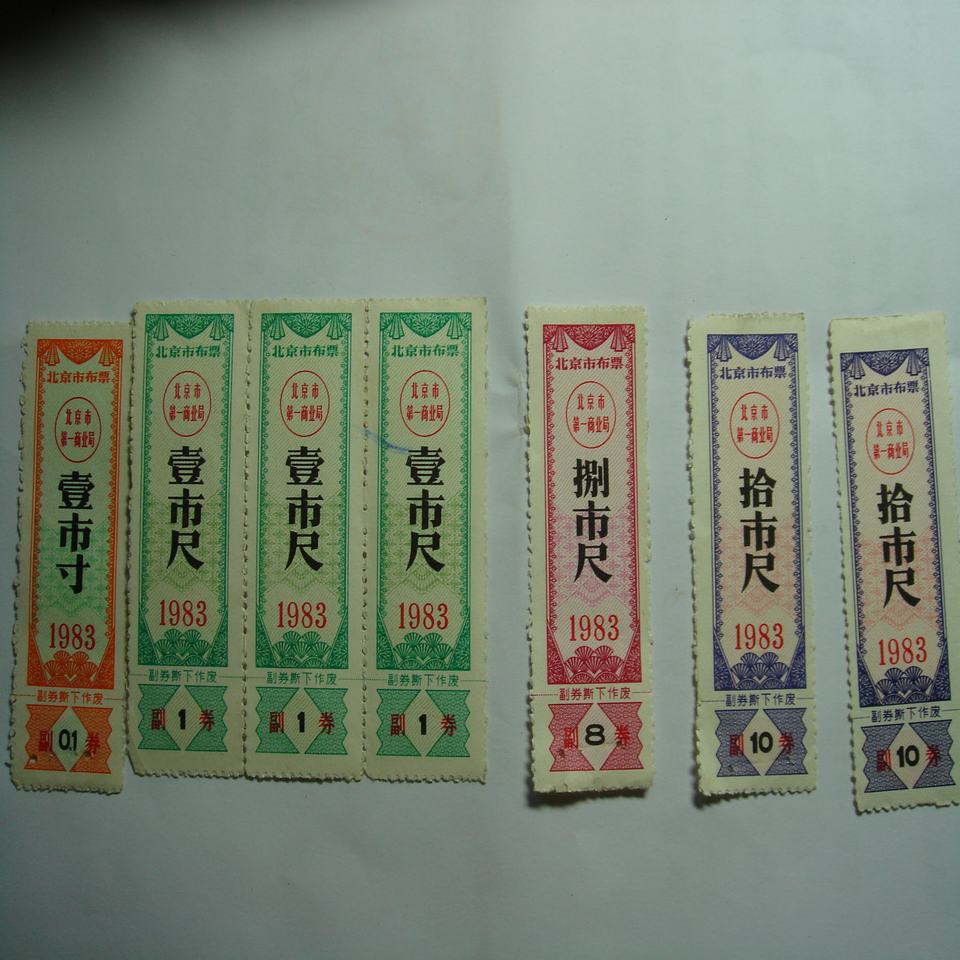 北京市布票
北京市
第一商业局
壹市寸
1983
副券撕下作废
副 0.1 券
北京市布票
北京市
第一商业局
壹市尺
1983
副券撕下作废
副 1 券
北京市布票
北京市
第一商业局
壹市尺
1983
副券撕下作废
副 1 券
北京市布票
北京市
第一商业局
壹市尺
1983
副券撕下作废
副 1 券
北京市布票
北京市
第一商业局
捌市尺
1983
副券撕下作废
副 8 券
北京市布票
北京市
第一商业局
拾市尺
1983
副券撕下作废
副 10 券
北京市布票
北京市
第一商业局
拾市尺
1983
副券撕下作废
副 10 券